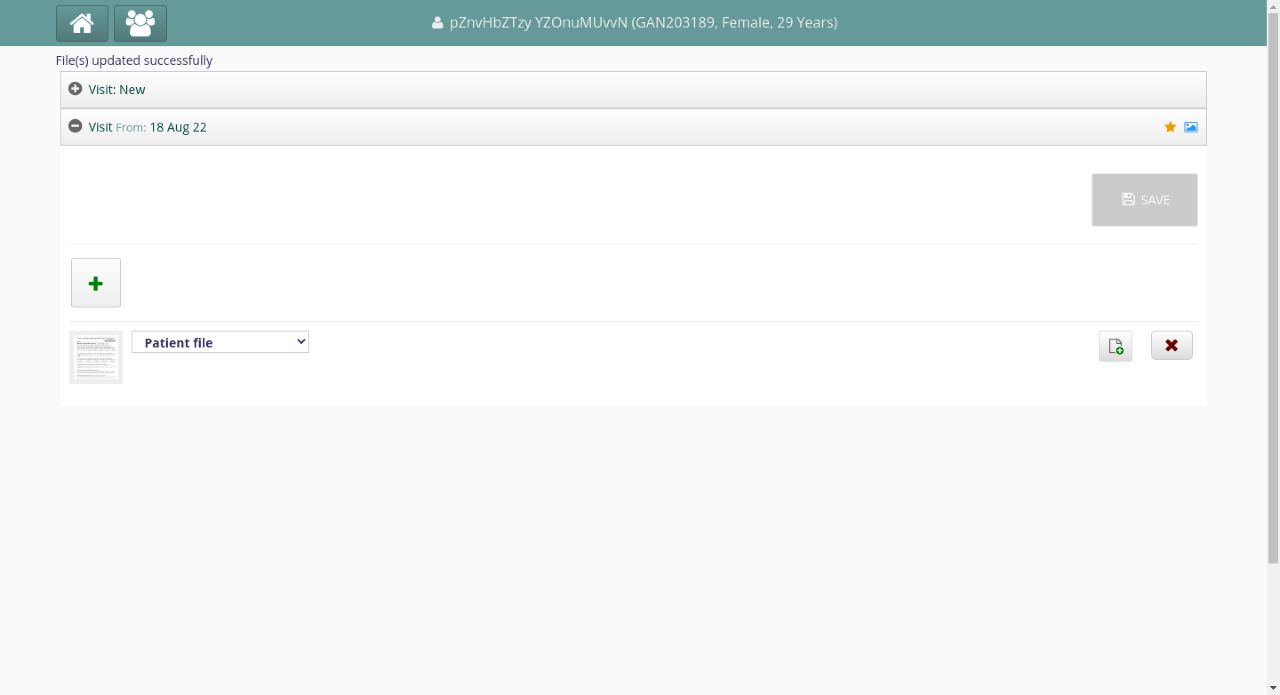 pZnvHbZTzy YZOnuMUvvN (GAN203189, Female, 29 Years)
File(s) updated successfully
Visit: New
Visit From: 18 Aug 22
SAVE
Patient file